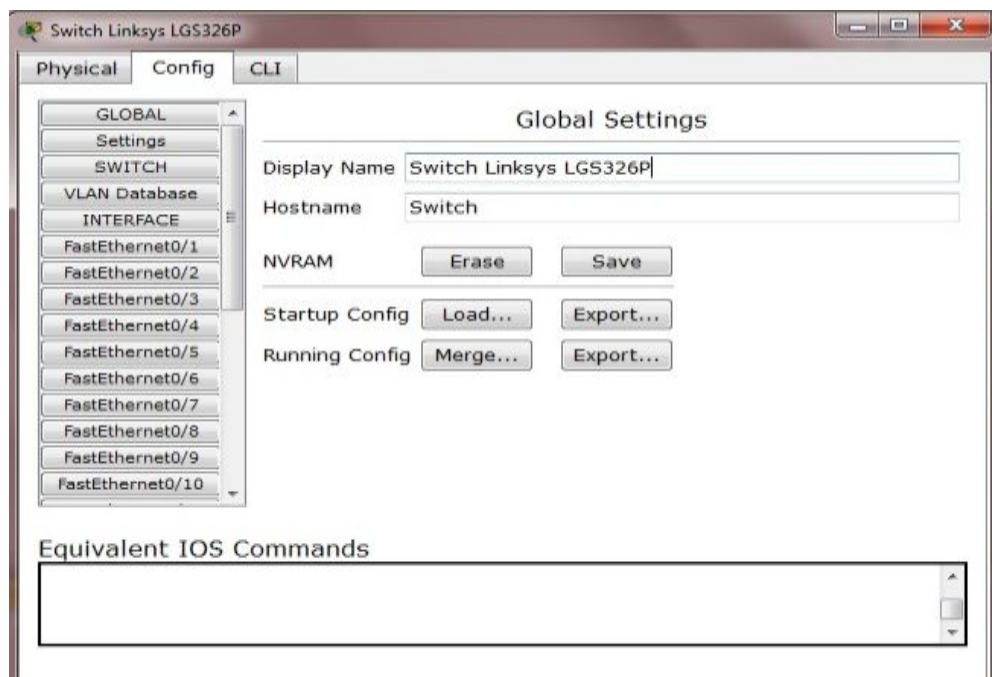 Switch Linksys LGS326P
Physical Config CLI
GLOBAL
Settings
SWITCH
VLAN Database
INTERFACE
FastEthernet0/1
FastEthernet0/2
FastEthernet0/3
FastEthernet0/4
FastEthernet0/5
FastEthernet0/6
FastEthernet0/7
FastEthernet0/8
FastEthernet0/9
FastEthernet0/10
Global Settings
Display Name Switch Linksys LGS326P
Hostname Switch
NVRAM Erase Save
Startup Config Load... Export...
Running Config Merge... Export...
Equivalent IOS Commands